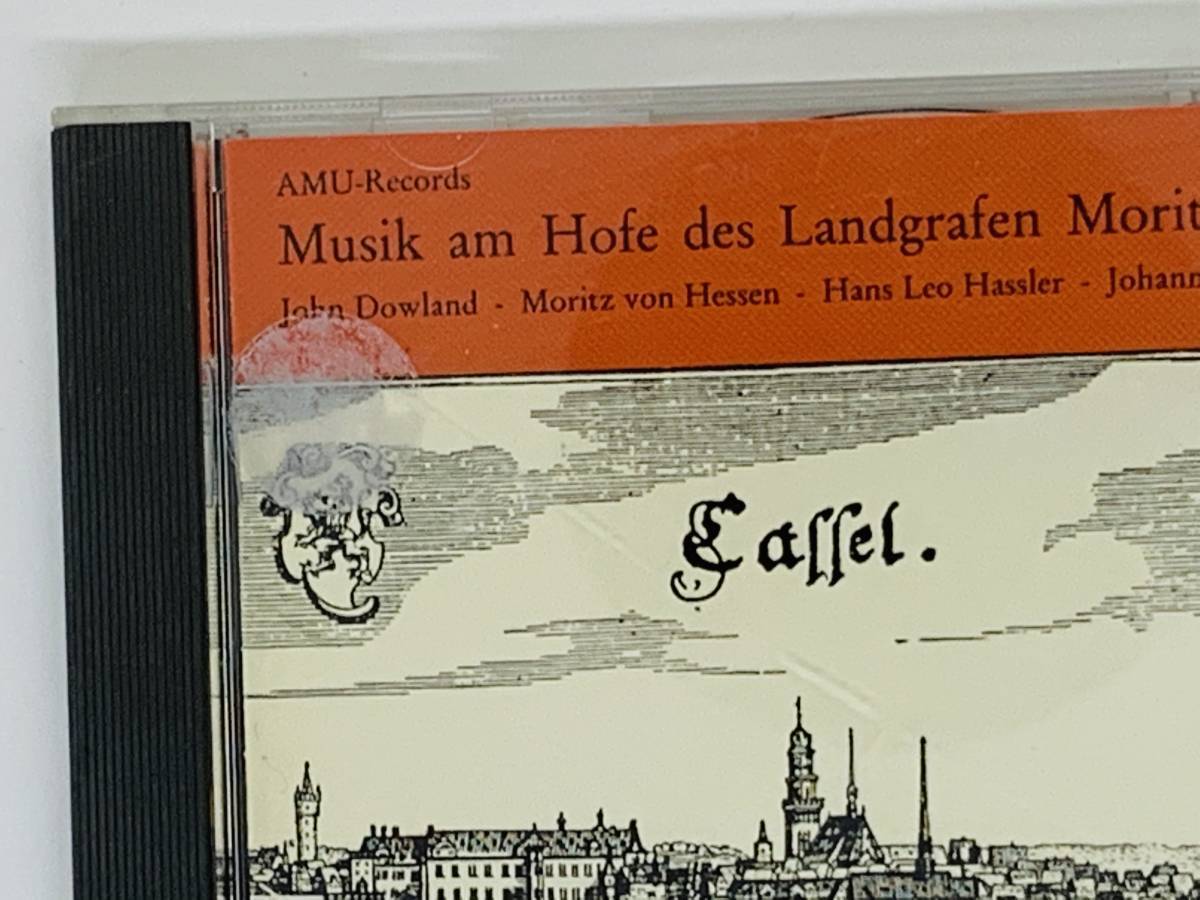 AMU-Records
Musik am Hofe des Landgrafen Morit
John Dowland - Moritz von Hessen - Hans Leo Hassler - Johann
Caſſel.